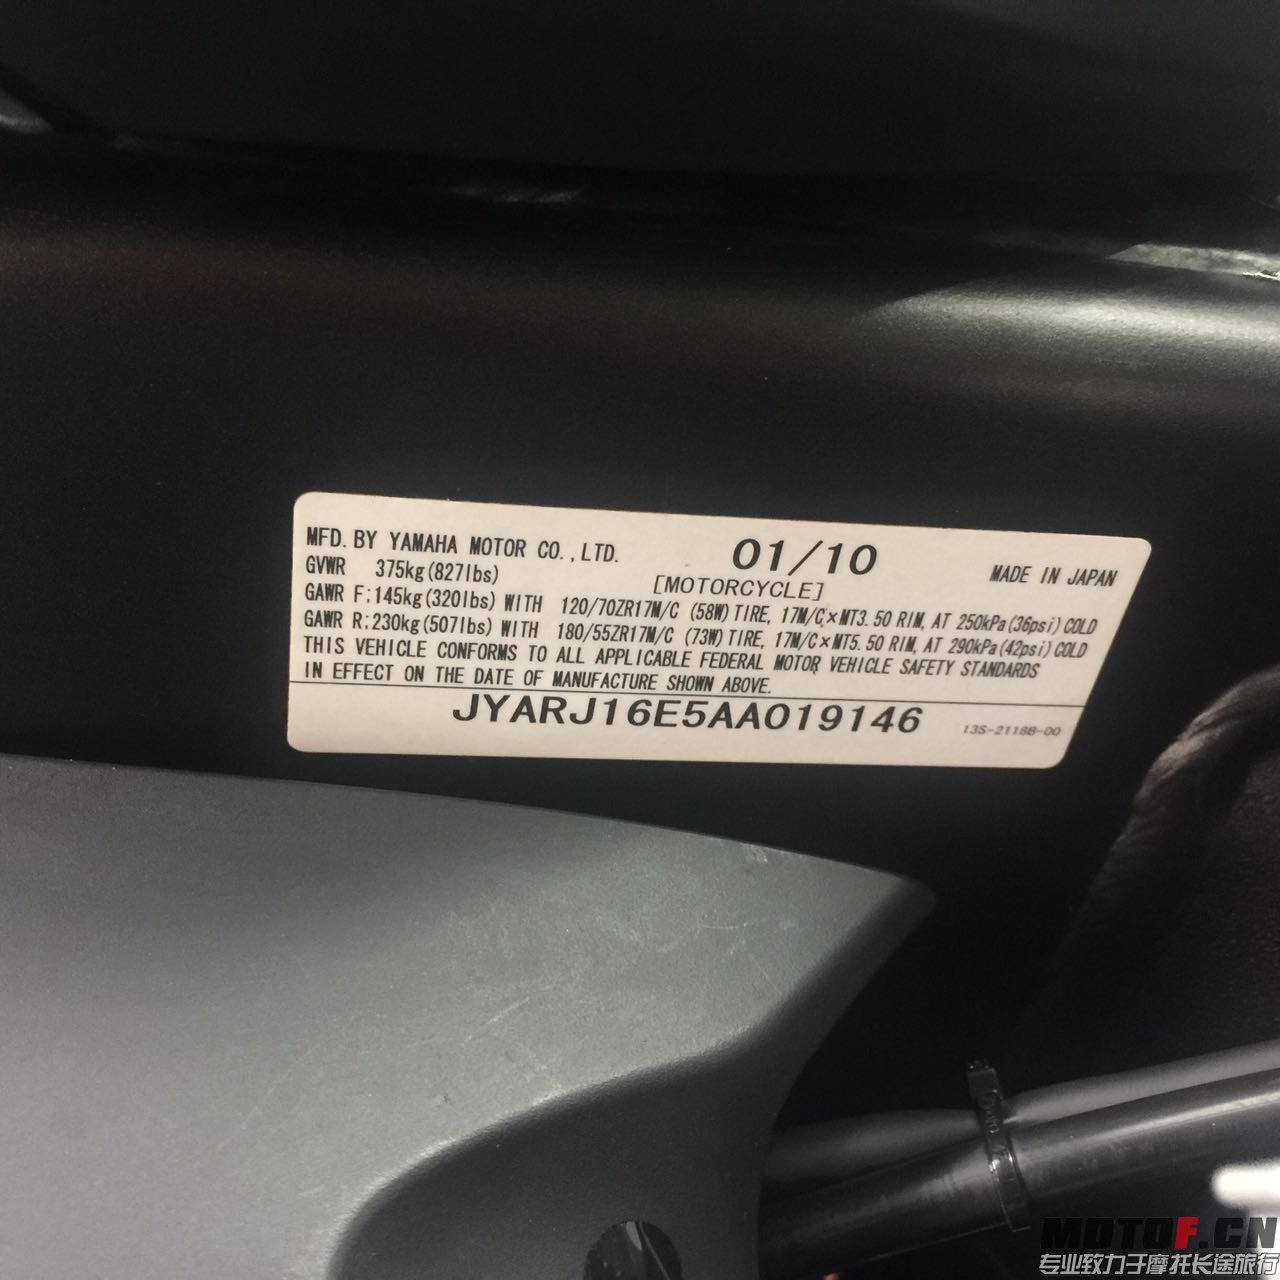 MFD. BY YAMAHA MOTOR CO.,LTD. 01/10 MADE IN JAPAN
GVWR 375kg(827lbs) [MOTORCYCLE]
GAWR F;145kg(320lbs) WITH 120/70ZR17M/C (58W)TIRE, 17M/C×MT3.50 RIM, AT 250kPa(36psi)COLD
GAWR R;230kg(507lbs) WITH 180/55ZR17M/C (73W)TIRE, 17M/C×MT5.50 RIM, AT 290kPa(42psi)COLD
THIS VEHICLE CONFORMS TO ALL APPLICABLE FEDERAL MOTOR VEHICLE SAFETY STANDARDS
IN EFFECT ON THE DATE OF MANUFACTURE SHOWN ABOVE.
JYARJ16E5AA019146 13S-2118B-00
MOTOF.CN
专业致力于摩托长途旅行